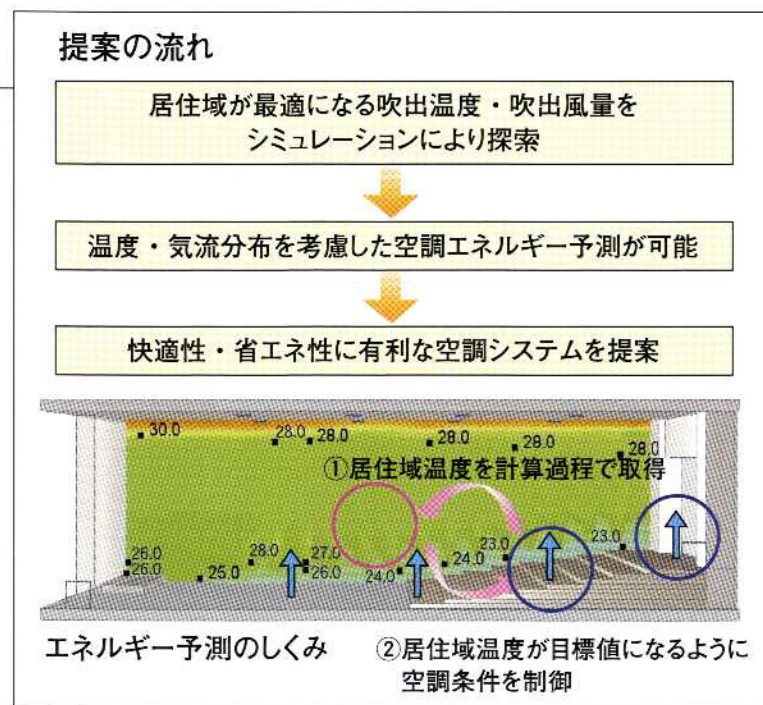 提案の流れ
居住域が最適になる吹出温度・吹出風量を
シミュレーションにより探索
温度・気流分布を考慮した空調エネルギー予測が可能
快適性・省エネ性に有利な空調システムを提案
30.0
28.0
28.0
28.0
28.0
28.0
①居住域温度を計算過程で取得
26.0
26.0
25.0
28.0
27.0
26.0
24.0
24.0
23.0
23.0
エネルギー予測のしくみ
②居住域温度が目標値になるように
空調条件を制御